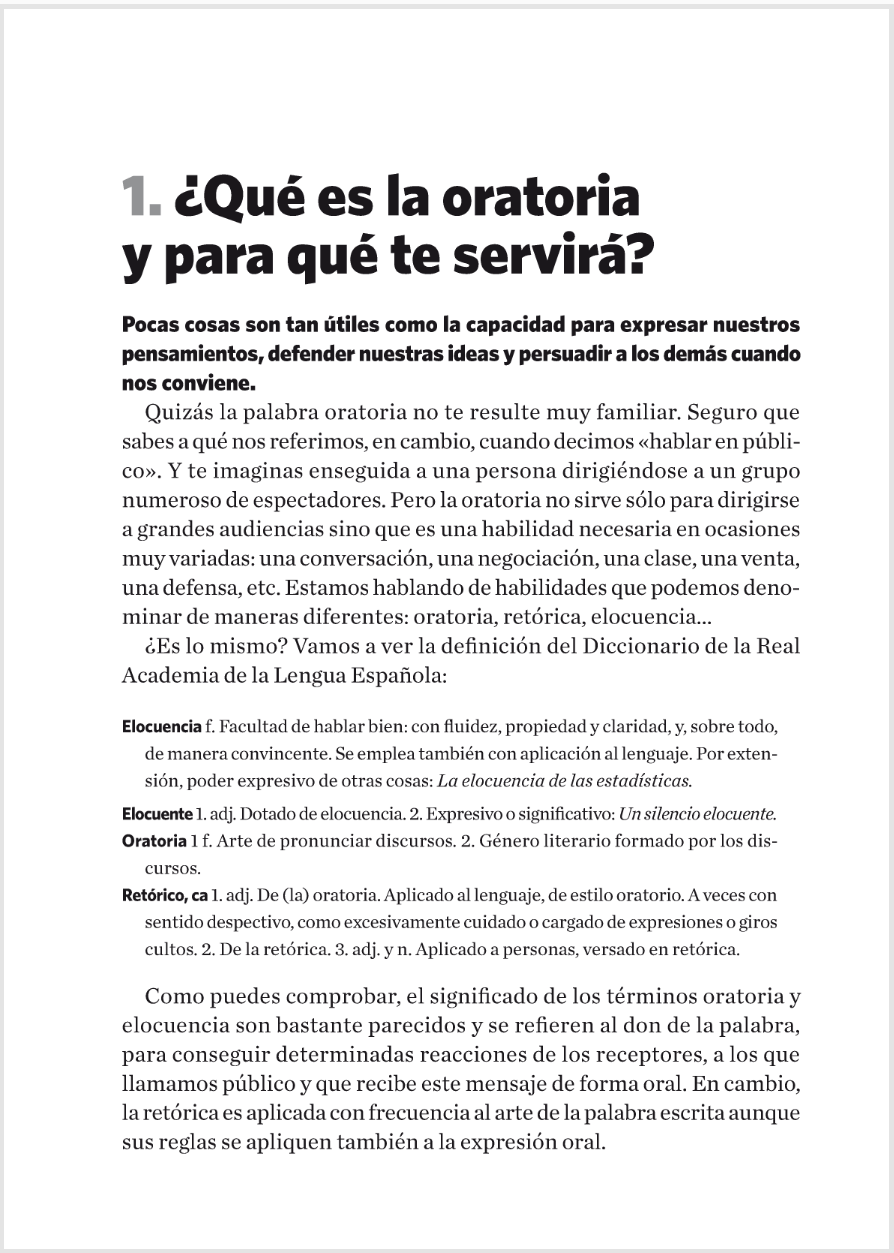 1. ¿Qué es la oratoria
y para qué te servirá?
Pocas cosas son tan útiles como la capacidad para expresar nuestros
pensamientos, defender nuestras ideas y persuadir a los demás cuando
nos conviene.
Quizás la palabra oratoria no te resulte muy familiar. Seguro que
sabes a qué nos referimos, en cambio, cuando decimos «hablar en públi-
co». Y te imaginas enseguida a una persona dirigiéndose a un grupo
numeroso de espectadores. Pero la oratoria no sirve sólo para dirigirse
a grandes audiencias sino que es una habilidad necesaria en ocasiones
muy variadas: una conversación, una negociación, una clase, una venta,
una defensa, etc. Estamos hablando de habilidades que podemos deno-
minar de maneras diferentes: oratoria, retórica, elocuencia...
¿Es lo mismo? Vamos a ver la definición del Diccionario de la Real
Academia de la Lengua Española:
Elocuencia f. Facultad de hablar bien: con fluidez, propiedad y claridad, y, sobre todo,
de manera convincente. Se emplea también con aplicación al lenguaje. Por exten-
sión, poder expresivo de otras cosas: La elocuencia de las estadísticas.
Elocuente 1. adj. Dotado de elocuencia. 2. Expresivo o significativo: Un silencio elocuente.
Oratoria 1 f. Arte de pronunciar discursos. 2. Género literario formado por los dis-
cursos.
Retórico, ca 1. adj. De (la) oratoria. Aplicado al lenguaje, de estilo oratorio. A veces con
sentido despectivo, como excesivamente cuidado o cargado de expresiones o giros
cultos. 2. De la retórica. 3. adj. y n. Aplicado a personas, versado en retórica.
Como puedes comprobar, el significado de los términos oratoria y
elocuencia son bastante parecidos y se refieren al don de la palabra,
para conseguir determinadas reacciones de los receptores, a los que
llamamos público y que recibe este mensaje de forma oral. En cambio,
la retórica es aplicada con frecuencia al arte de la palabra escrita aunque
sus reglas se apliquen también a la expresión oral.